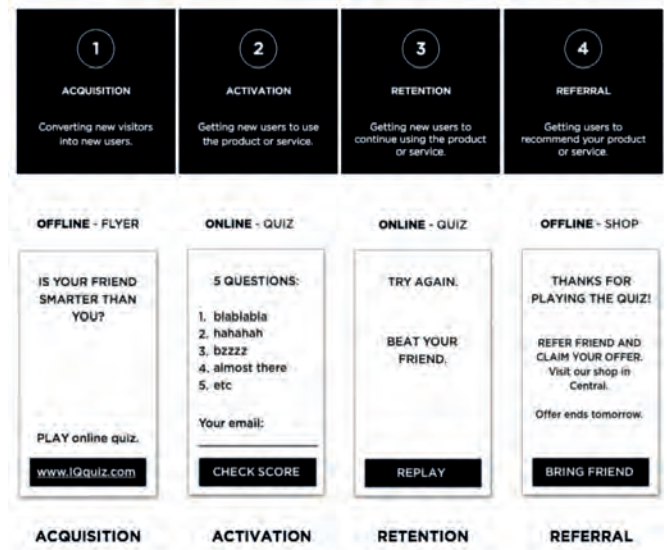 1
ACQUISITION
Converting new visitors
into new users.
2
ACTIVATION
Getting new users to use
the product or service.
3
RETENTION
Getting new users to
continue using the product
or service.
4
REFERRAL
Getting users to
recommend your product
or service.
OFFLINE - FLYER
IS YOUR FRIEND
SMARTER THAN
YOU?
PLAY online quiz.
www.IQquiz.com
ACQUISITION
ONLINE - QUIZ
5 QUESTIONS:
1. blablabla
2. hahahah
3. bzzzz
4. almost there
5. etc
Your email:
CHECK SCORE
ACTIVATION
ONLINE - QUIZ
TRY AGAIN.
BEAT YOUR
FRIEND.
REPLAY
RETENTION
OFFLINE - SHOP
THANKS FOR
PLAYING THE QUIZ!
REFER FRIEND AND
CLAIM YOUR OFFER.
Visit our shop in
Central.
Offer ends tomorrow.
BRING FRIEND
REFERRAL